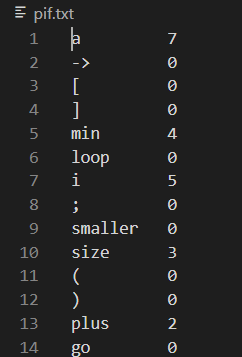 pif.txt
1 a 7
2 -> 0
3 [ 0
4 ] 0
5 min 4
6 loop 0
7 i 5
8 ; 0
9 smaller 0
10 size 3
11 ( 0
12 ) 0
13 plus 2
14 go 0